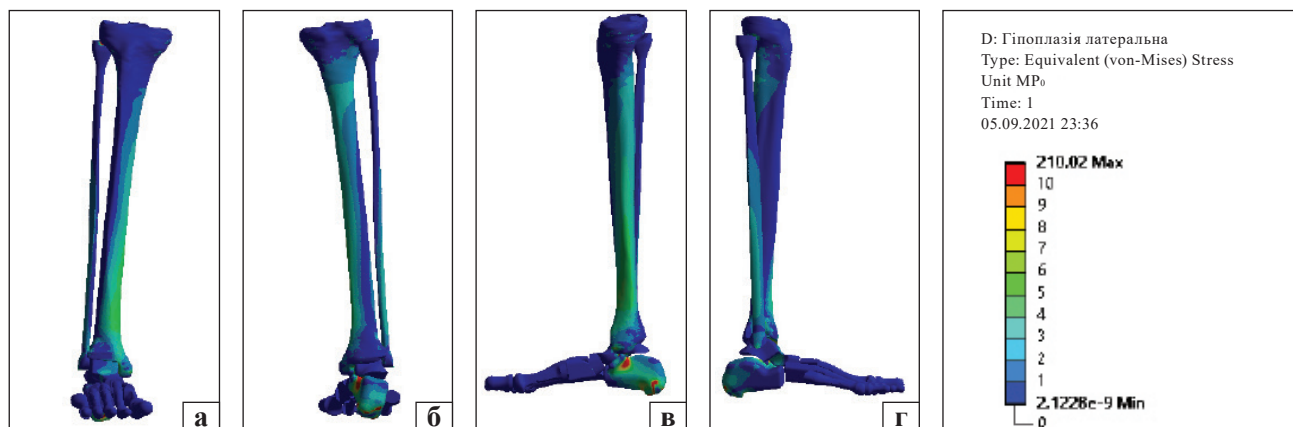 а
б
в
г
D: Гіпоплазія латеральна
Type: Equivalent (von-Mises) Stress
Unit MP₀
Time: 1
05.09.2021 23:36
210.02 Max
10
9
8
7
6
5
4
3
2
1
2.1228e-9 Min
0